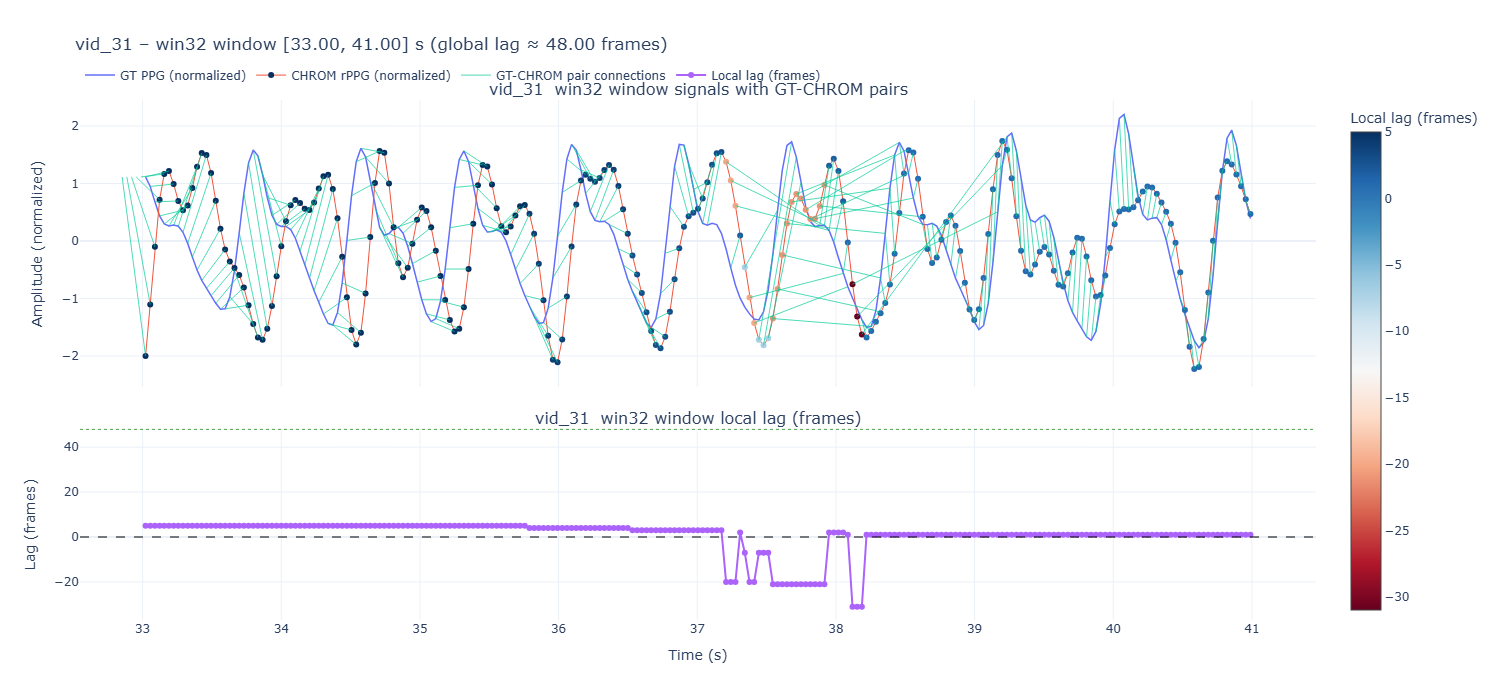 vid_31 – win32 window [33.00, 41.00] s (global lag ≈ 48.00 frames)
GT PPG (normalized) CHROM rPPG (normalized) GT-CHROM pair connections Local lag (frames)
vid_31 win32 window signals with GT-CHROM pairs
Amplitude (normalized)
2
1
0
−1
−2
Local lag (frames)
5
0
−5
−10
−15
−20
−25
−30
vid_31 win32 window local lag (frames)
Lag (frames)
40
20
0
−20
33 34 35 36 37 38 39 40 41
Time (s)